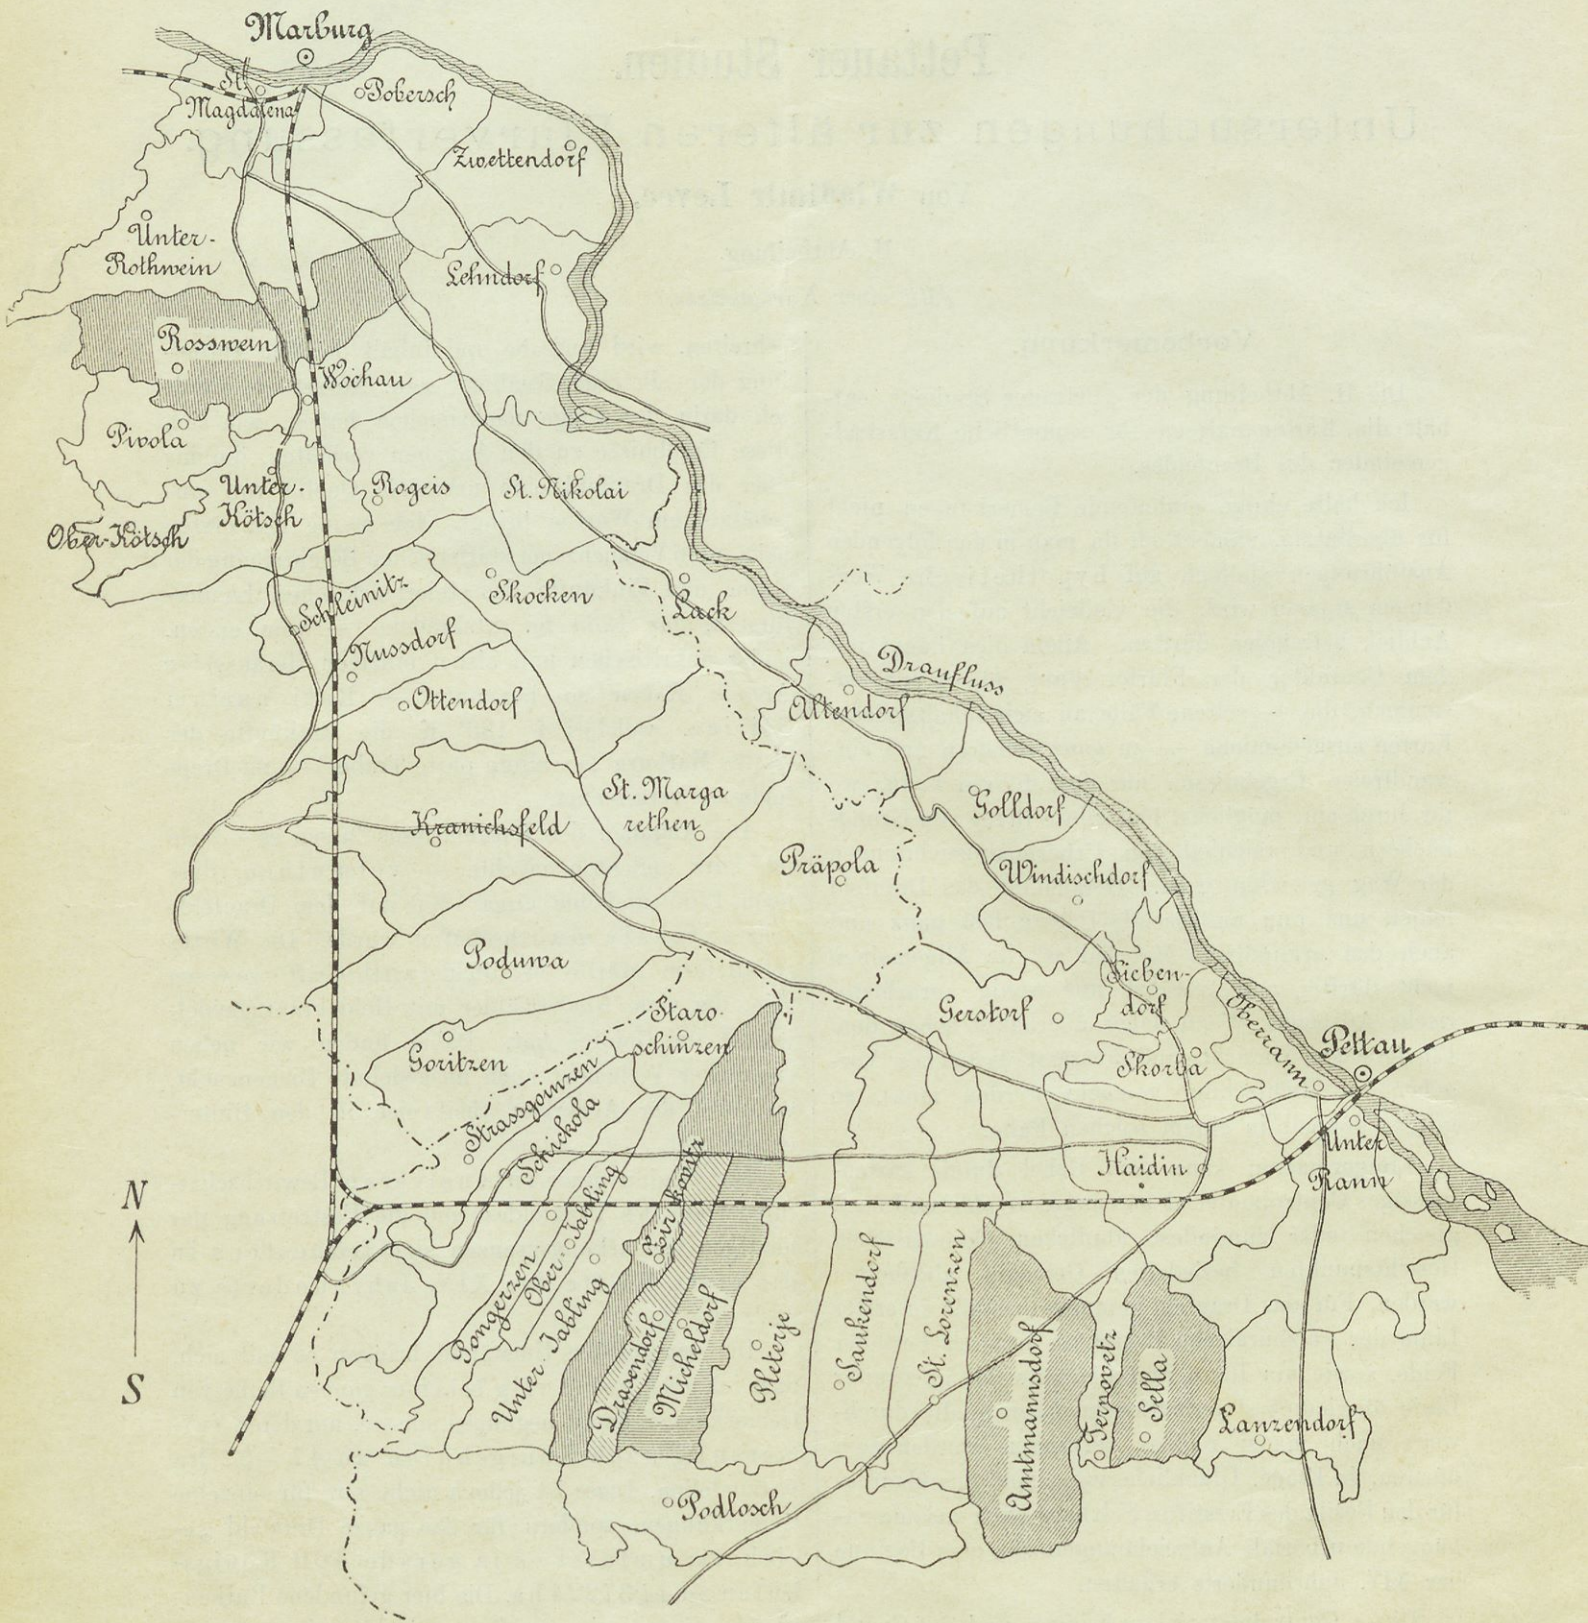 Marburg
St.
Magdalena
Pobersch
Zwettendorf
Unter-
Rothwein
Lehndorf
Rosswein
Wochau
Pivola
Unter-
Kötsch
Rogeis
St. Nikolai
Ober-Kötsch
Schleinitz
Skocken
Lack
Nussdorf
Draufluss
Ottendorf
Altendorf
St. Marga
rethen
Golldorf
Kranichsfeld
Präpola
Windischdorf
Poduwa
Sieben-
dorf
Staro-
schinzen
Gerstorf
Oberrann
Pettau
Goritzen
Skorba
Strassgoinzen
Schickola
Unter
Rann
Haidin
N
S
Zirkovitz
Ober-Jabling
Pongerzen
Unter Jabling
Drasendorf
Micheldorf
Pleterje
Saukendorf
St. Lorenzen
Amtmannsdorf
Ternovetz
Sella
Lanzendorf
Podlosch